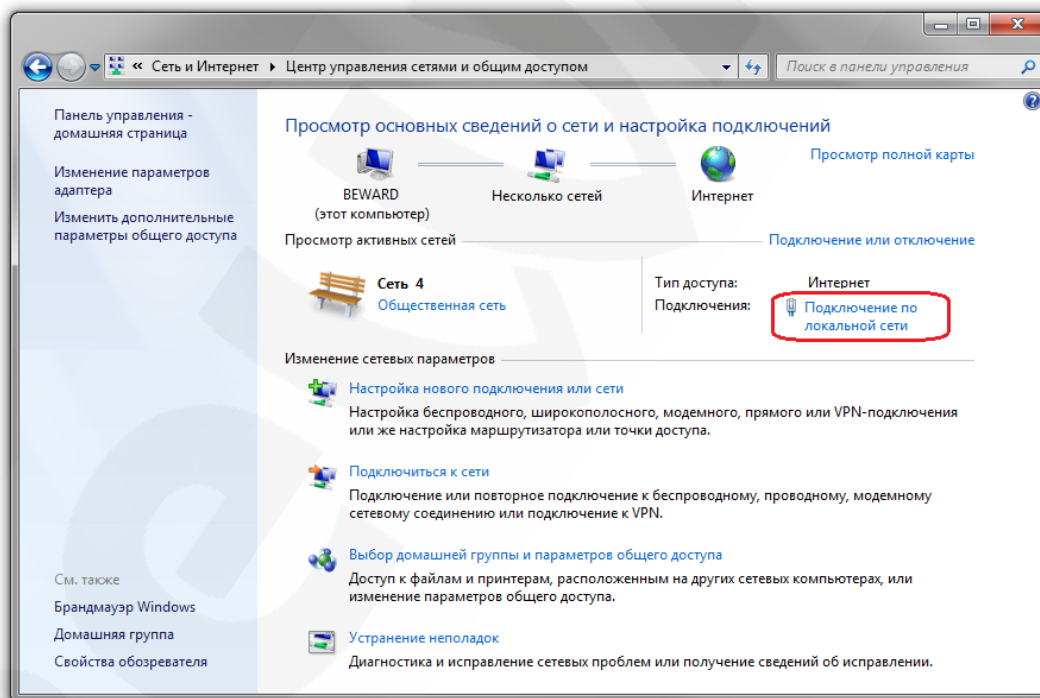 « Сеть и Интернет ▸ Центр управления сетями и общим доступом
Поиск в панели управления
Панель управления -
домашняя страница
Изменение параметров
адаптера
Изменить дополнительные
параметры общего доступа
См. также
Брандмауэр Windows
Домашняя группа
Свойства обозревателя
Просмотр основных сведений о сети и настройка подключений
BEWARD
(этот компьютер)
Несколько сетей
Интернет
Просмотр полной карты
Просмотр активных сетей
Подключение или отключение
Сеть 4
Общественная сеть
Тип доступа: Интернет
Подключения: Подключение по
локальной сети
Изменение сетевых параметров
Настройка нового подключения или сети
Настройка беспроводного, широкополосного, модемного, прямого или VPN-подключения
или же настройка маршрутизатора или точки доступа.
Подключиться к сети
Подключение или повторное подключение к беспроводному, проводному, модемному
сетевому соединению или подключение к VPN.
Выбор домашней группы и параметров общего доступа
Доступ к файлам и принтерам, расположенным на других сетевых компьютерах, или
изменение параметров общего доступа.
Устранение неполадок
Диагностика и исправление сетевых проблем или получение сведений об исправлении.